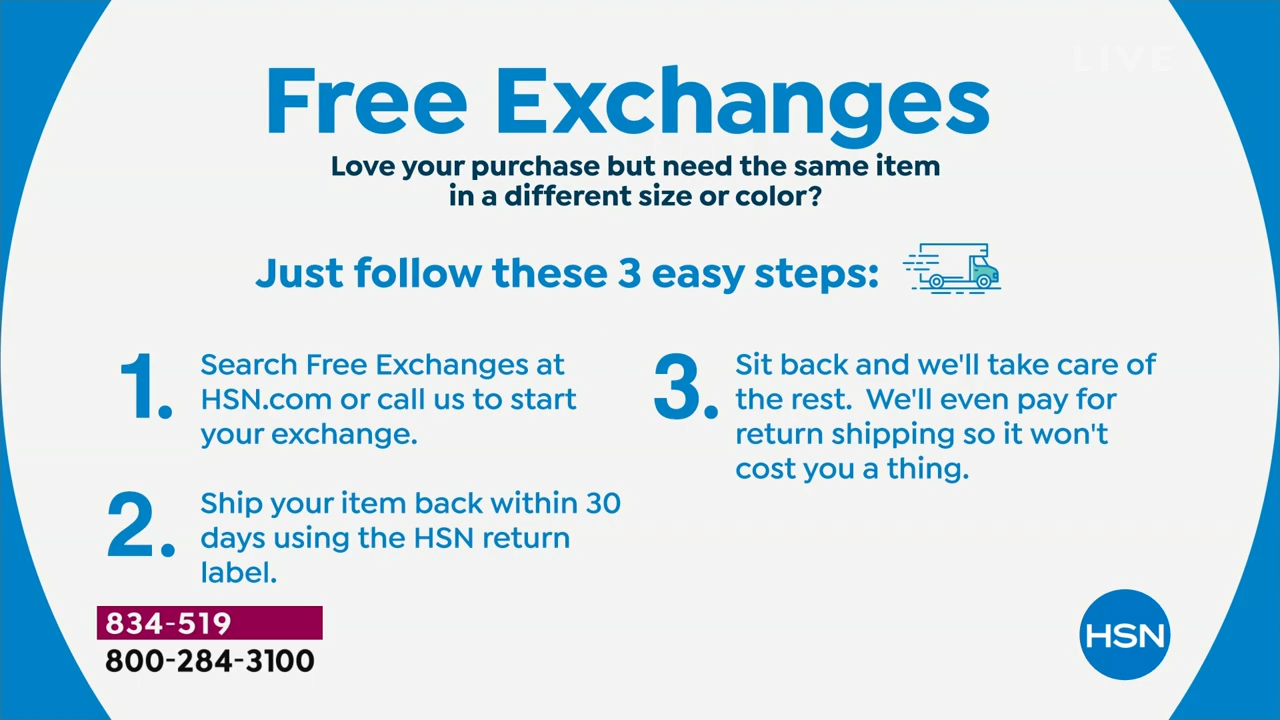 LIVE
Free Exchanges
Love your purchase but need the same item
in a different size or color?
Just follow these 3 easy steps:
1. Search Free Exchanges at
HSN.com or call us to start
your exchange.
2. Ship your item back within 30
days using the HSN return
label.
3. Sit back and we'll take care of
the rest. We'll even pay for
return shipping so it won't
cost you a thing.
834-519
800-284-3100
HSN